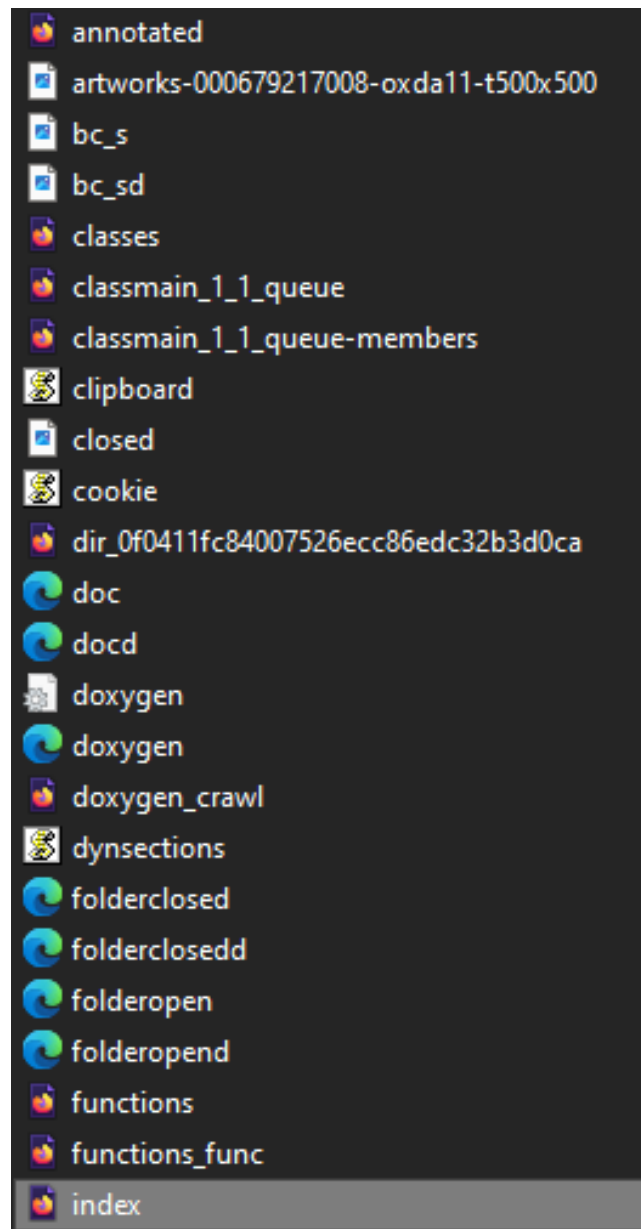 annotated
artworks-000679217008-oxda11-t500x500
bc_s
bc_sd
classes
classmain_1_1_queue
classmain_1_1_queue-members
clipboard
closed
cookie
dir_0f0411fc84007526ecc86edc32b3d0ca
doc
docd
doxygen
doxygen
doxygen_crawl
dynsections
folderclosed
folderclosedd
folderopen
folderopend
functions
functions_func
index